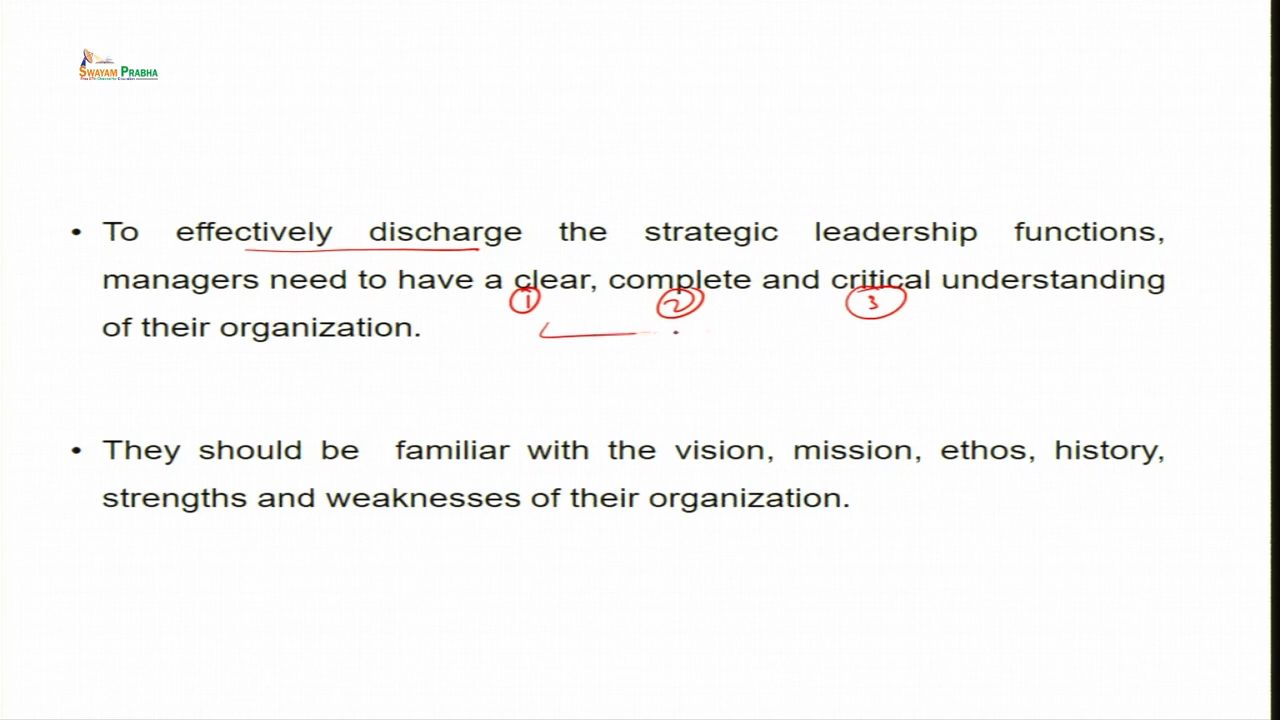 SWAYAM PRABHA
• To effectively discharge the strategic leadership functions,
managers need to have a clear, complete and critical understanding
1 2 3
of their organization.
• They should be familiar with the vision, mission, ethos, history,
strengths and weaknesses of their organization.